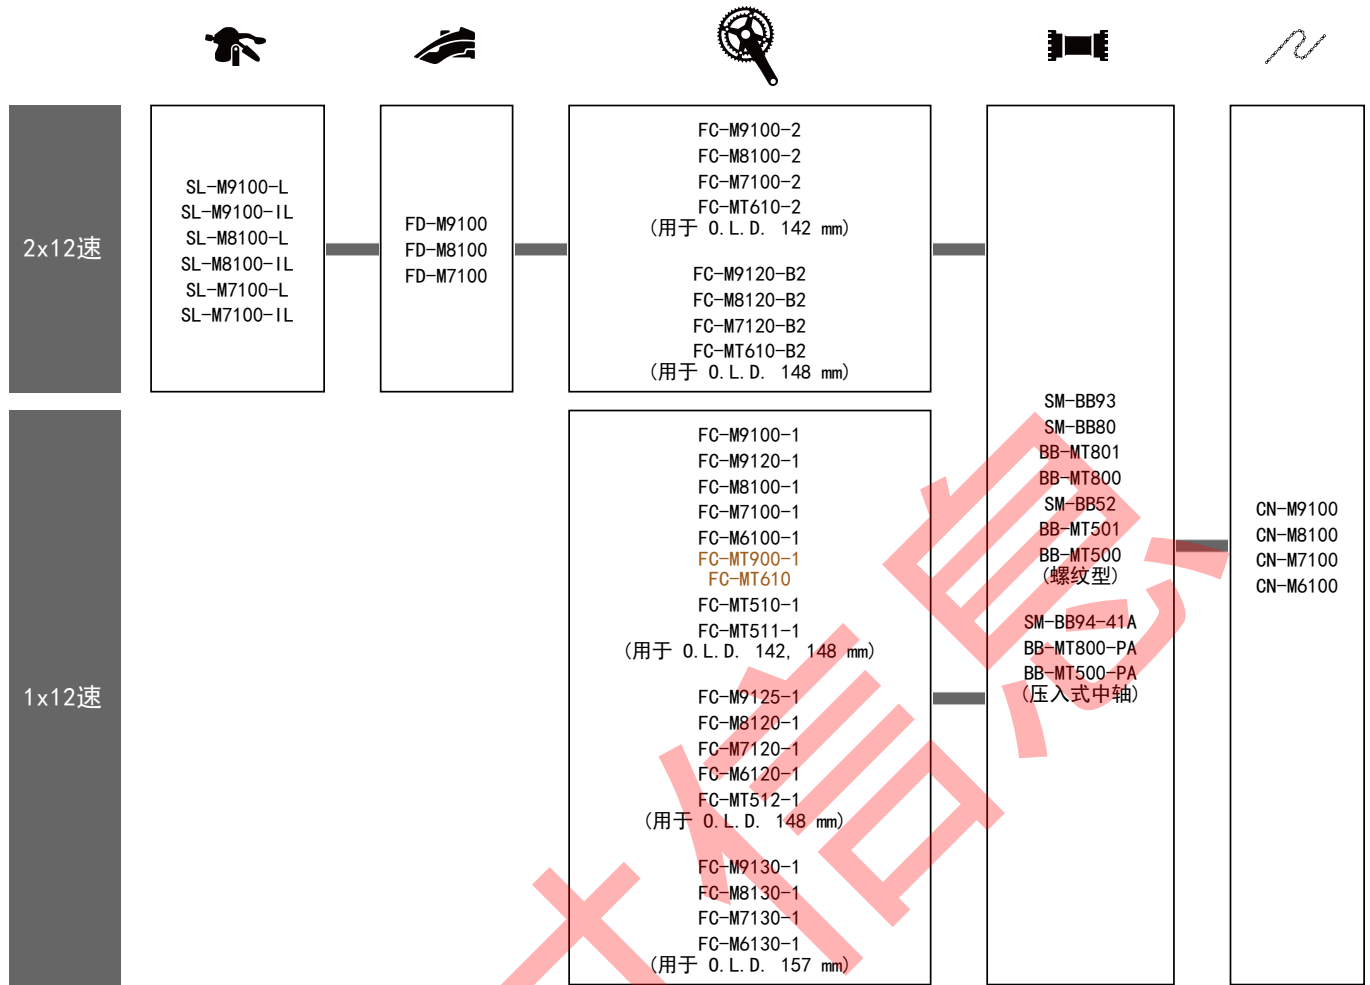 2x12速
SL-M9100-L
SL-M9100-IL
SL-M8100-L
SL-M8100-IL
SL-M7100-L
SL-M7100-IL
FD-M9100
FD-M8100
FD-M7100
FC-M9100-2
FC-M8100-2
FC-M7100-2
FC-MT610-2
(用于 O.L.D. 142 mm)
FC-M9120-B2
FC-M8120-B2
FC-M7120-B2
FC-MT610-B2
(用于 O.L.D. 148 mm)
1x12速
FC-M9100-1
FC-M9120-1
FC-M8100-1
FC-M7100-1
FC-M6100-1
FC-MT900-1
FC-MT610
FC-MT510-1
FC-MT511-1
(用于 O.L.D. 142, 148 mm)
FC-M9125-1
FC-M8120-1
FC-M7120-1
FC-M6120-1
FC-MT512-1
(用于 O.L.D. 148 mm)
FC-M9130-1
FC-M8130-1
FC-M7130-1
FC-M6130-1
(用于 O.L.D. 157 mm)
SM-BB93
SM-BB80
BB-MT801
BB-MT800
SM-BB52
BB-MT501
BB-MT500
(螺纹型)
SM-BB94-41A
BB-MT800-PA
BB-MT500-PA
(压入式中轴)
CN-M9100
CN-M8100
CN-M7100
CN-M6100
信息